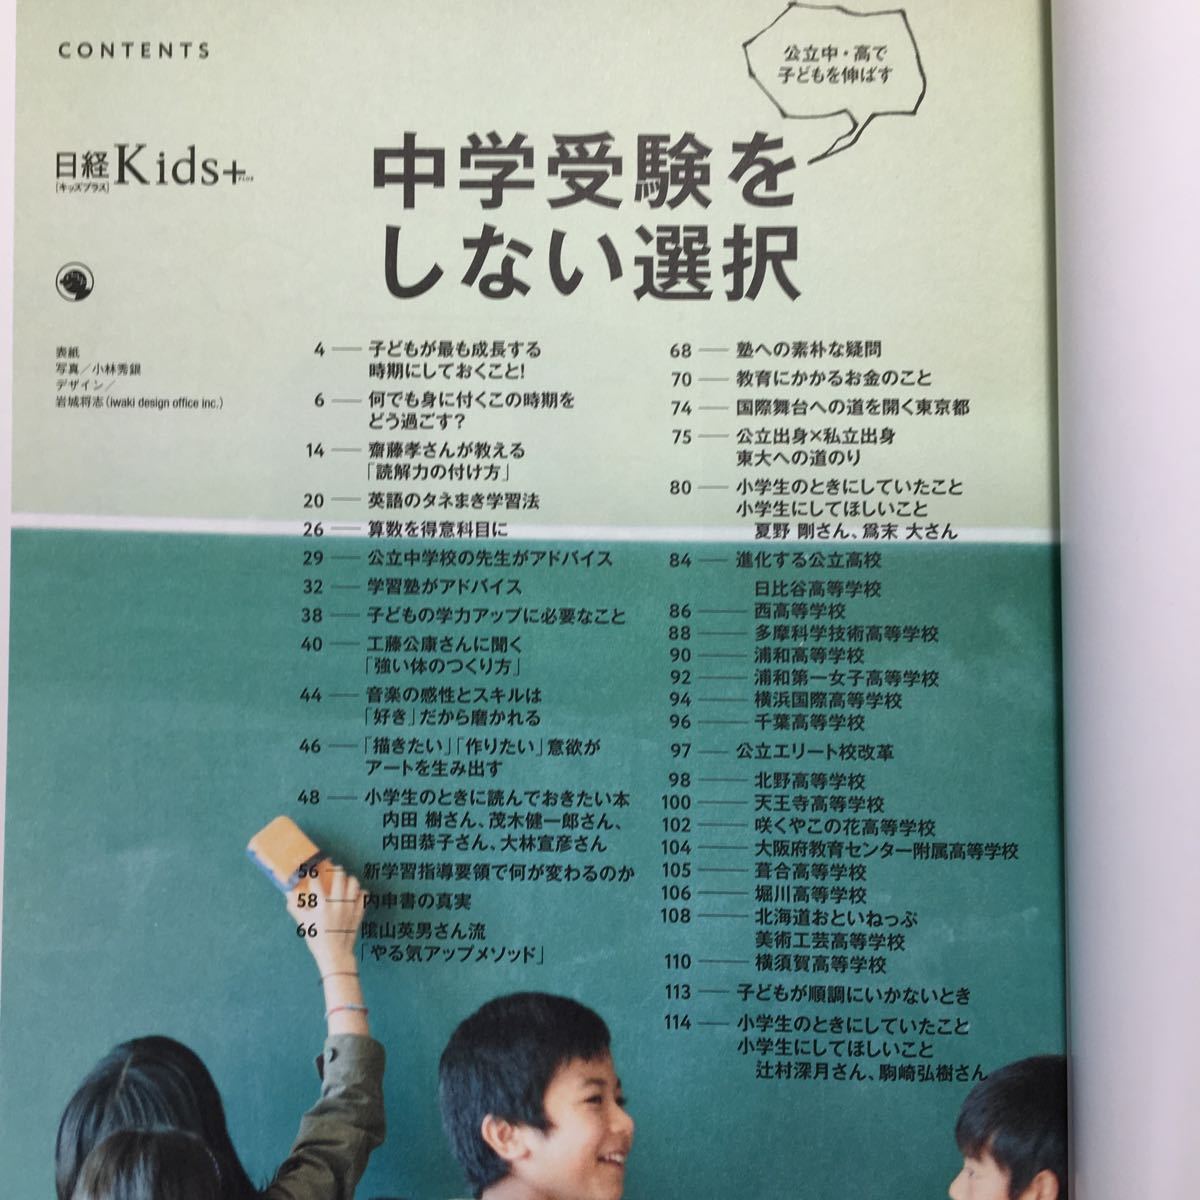 CONTENTS
公立中・高で
子どもを伸ばす
日経Kids+
[キッズプラス]
中学受験を
しない選択
表紙
写真／小林秀銀
デザイン／
岩城将志（iwaki design office inc.）
4 — 子どもが最も成長する
時期にしておくこと!
6 — 何でも身に付くこの時期を
どう過ごす?
14 — 齋藤孝さんが教える
「読解力の付け方」
20 — 英語のタネまき学習法
26 — 算数を得意科目に
29 — 公立中学校の先生がアドバイス
32 — 学習塾がアドバイス
38 — 子どもの学力アップに必要なこと
40 — 工藤公康さんに聞く
「強い体のつくり方」
44 — 音楽の感性とスキルは
「好き」だから磨かれる
46 — 「描きたい」「作りたい」意欲が
アートを生み出す
48 — 小学生のときに読んでおきたい本
内田 樹さん、茂木健一郎さん、
内田恭子さん、大林宣彦さん
56 — 新学習指導要領で何が変わるのか
58 — 内申書の真実
66 — 陰山英男さん流
「やる気アップメソッド」
68 — 塾への素朴な疑問
70 — 教育にかかるお金のこと
74 — 国際舞台への道を開く東京都
75 — 公立出身×私立出身
東大への道のり
80 — 小学生のときにしていたこと
小学生にしてほしいこと
夏野 剛さん、爲末 大さん
84 — 進化する公立高校
日比谷高等学校
86 — 西高等学校
88 — 多摩科学技術高等学校
90 — 浦和高等学校
92 — 浦和第一女子高等学校
94 — 横浜国際高等学校
96 — 千葉高等学校
97 — 公立エリート校改革
98 — 北野高等学校
100 — 天王寺高等学校
102 — 咲くやこの花高等学校
104 — 大阪府教育センター附属高等学校
105 — 葺合高等学校
106 — 堀川高等学校
108 — 北海道おといねっぷ
美術工芸高等学校
110 — 横須賀高等学校
113 — 子どもが順調にいかないとき
114 — 小学生のときにしていたこと
小学生にしてほしいこと
辻村深月さん、駒崎弘樹さん